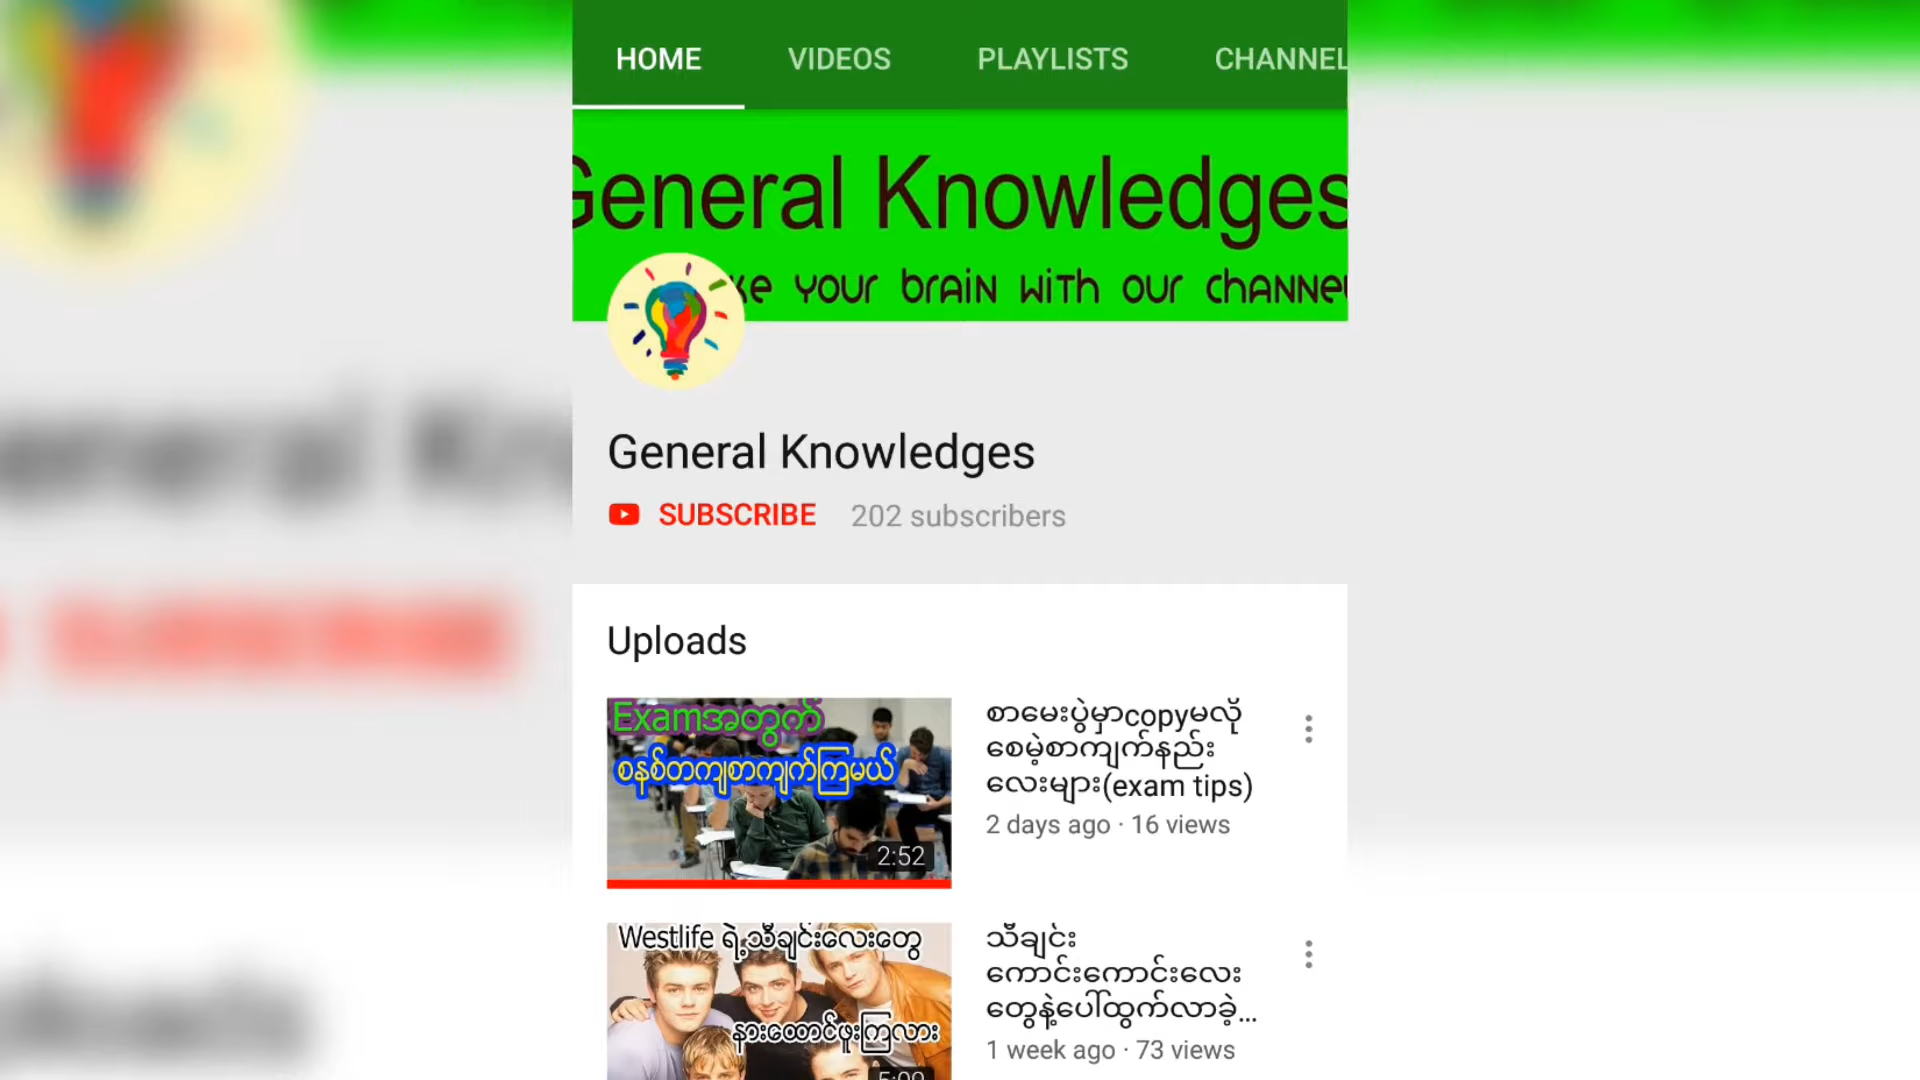 HOME VIDEOS PLAYLISTS CHANNEL
General Knowledges
ke your brain with our channel
General Knowledges
SUBSCRIBE 202 subscribers
Uploads
Examအတွက်
စနစ်တကျစာကျက်ကြမယ်
2:52
စာမေးပွဲမှာcopyမလို
စေမဲ့စာကျက်နည်း
လေးများ(exam tips)
2 days ago · 16 views
Westlife ရဲ့သီချင်းလေးတွေ
နားထောင်ဖူးကြလား
သီချင်း
ကောင်းကောင်းလေး
တွေနဲ့ပေါ်ထွက်လာခဲ့...
1 week ago · 73 views